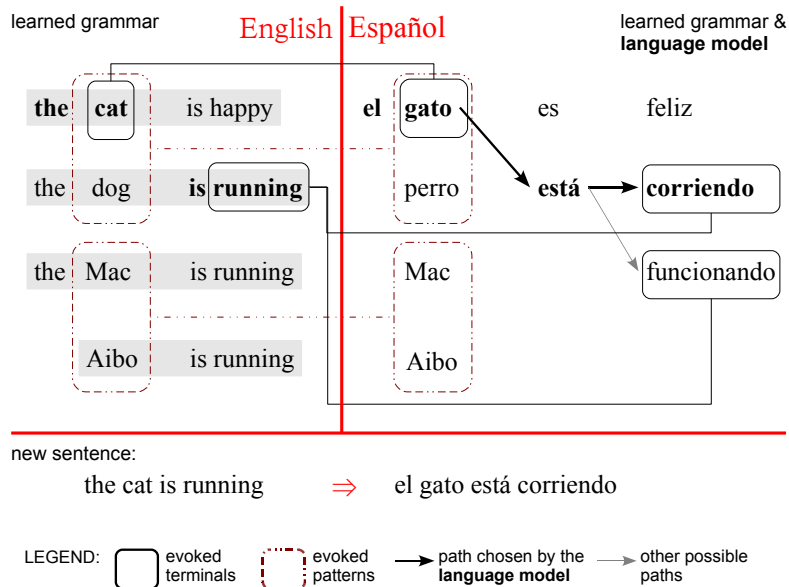 learned grammar English Español learned grammar &
language model
the cat is happy el gato es feliz
the dog is running perro está corriendo
the Mac is running Mac funcionando
Aibo is running Aibo
new sentence:
the cat is running ⇒ el gato está corriendo
LEGEND: evoked terminals evoked patterns path chosen by the language model other possible paths